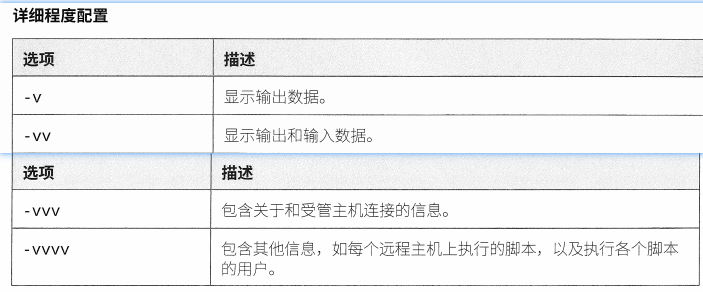 详细程度配置
选项 描述
-v 显示输出数据。
-vv 显示输出和输入数据。
选项 描述
-vvv 包含关于和受管主机连接的信息。
-vvvv 包含其他信息，如每个远程主机上执行的脚本，以及执行各个脚本
的用户。